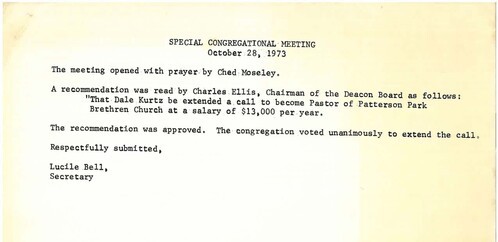 SPECIAL CONGREGATIONAL MEETING
October 28, 1973
The meeting opened with prayer by Ched Moseley.
A recommendation was read by Charles Ellis, Chairman of the Deacon Board as follows:
"That Dale Kurtz be extended a call to become Pastor of Patterson Park
Brethren Church at a salary of $13,000 per year.
The recommendation was approved. The congregation voted unanimously to extend the call.
Respectfully submitted,
Lucile Bell,
Secretary